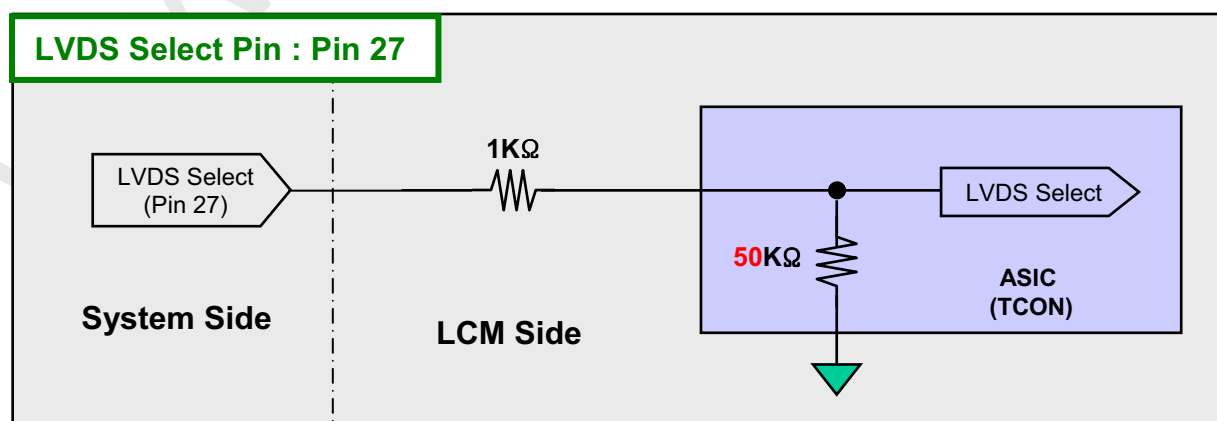 LVDS Select Pin : Pin 27
1KΩ
LVDS Select
(Pin 27)
LVDS Select
50KΩ
ASIC
(TCON)
System Side
LCM Side